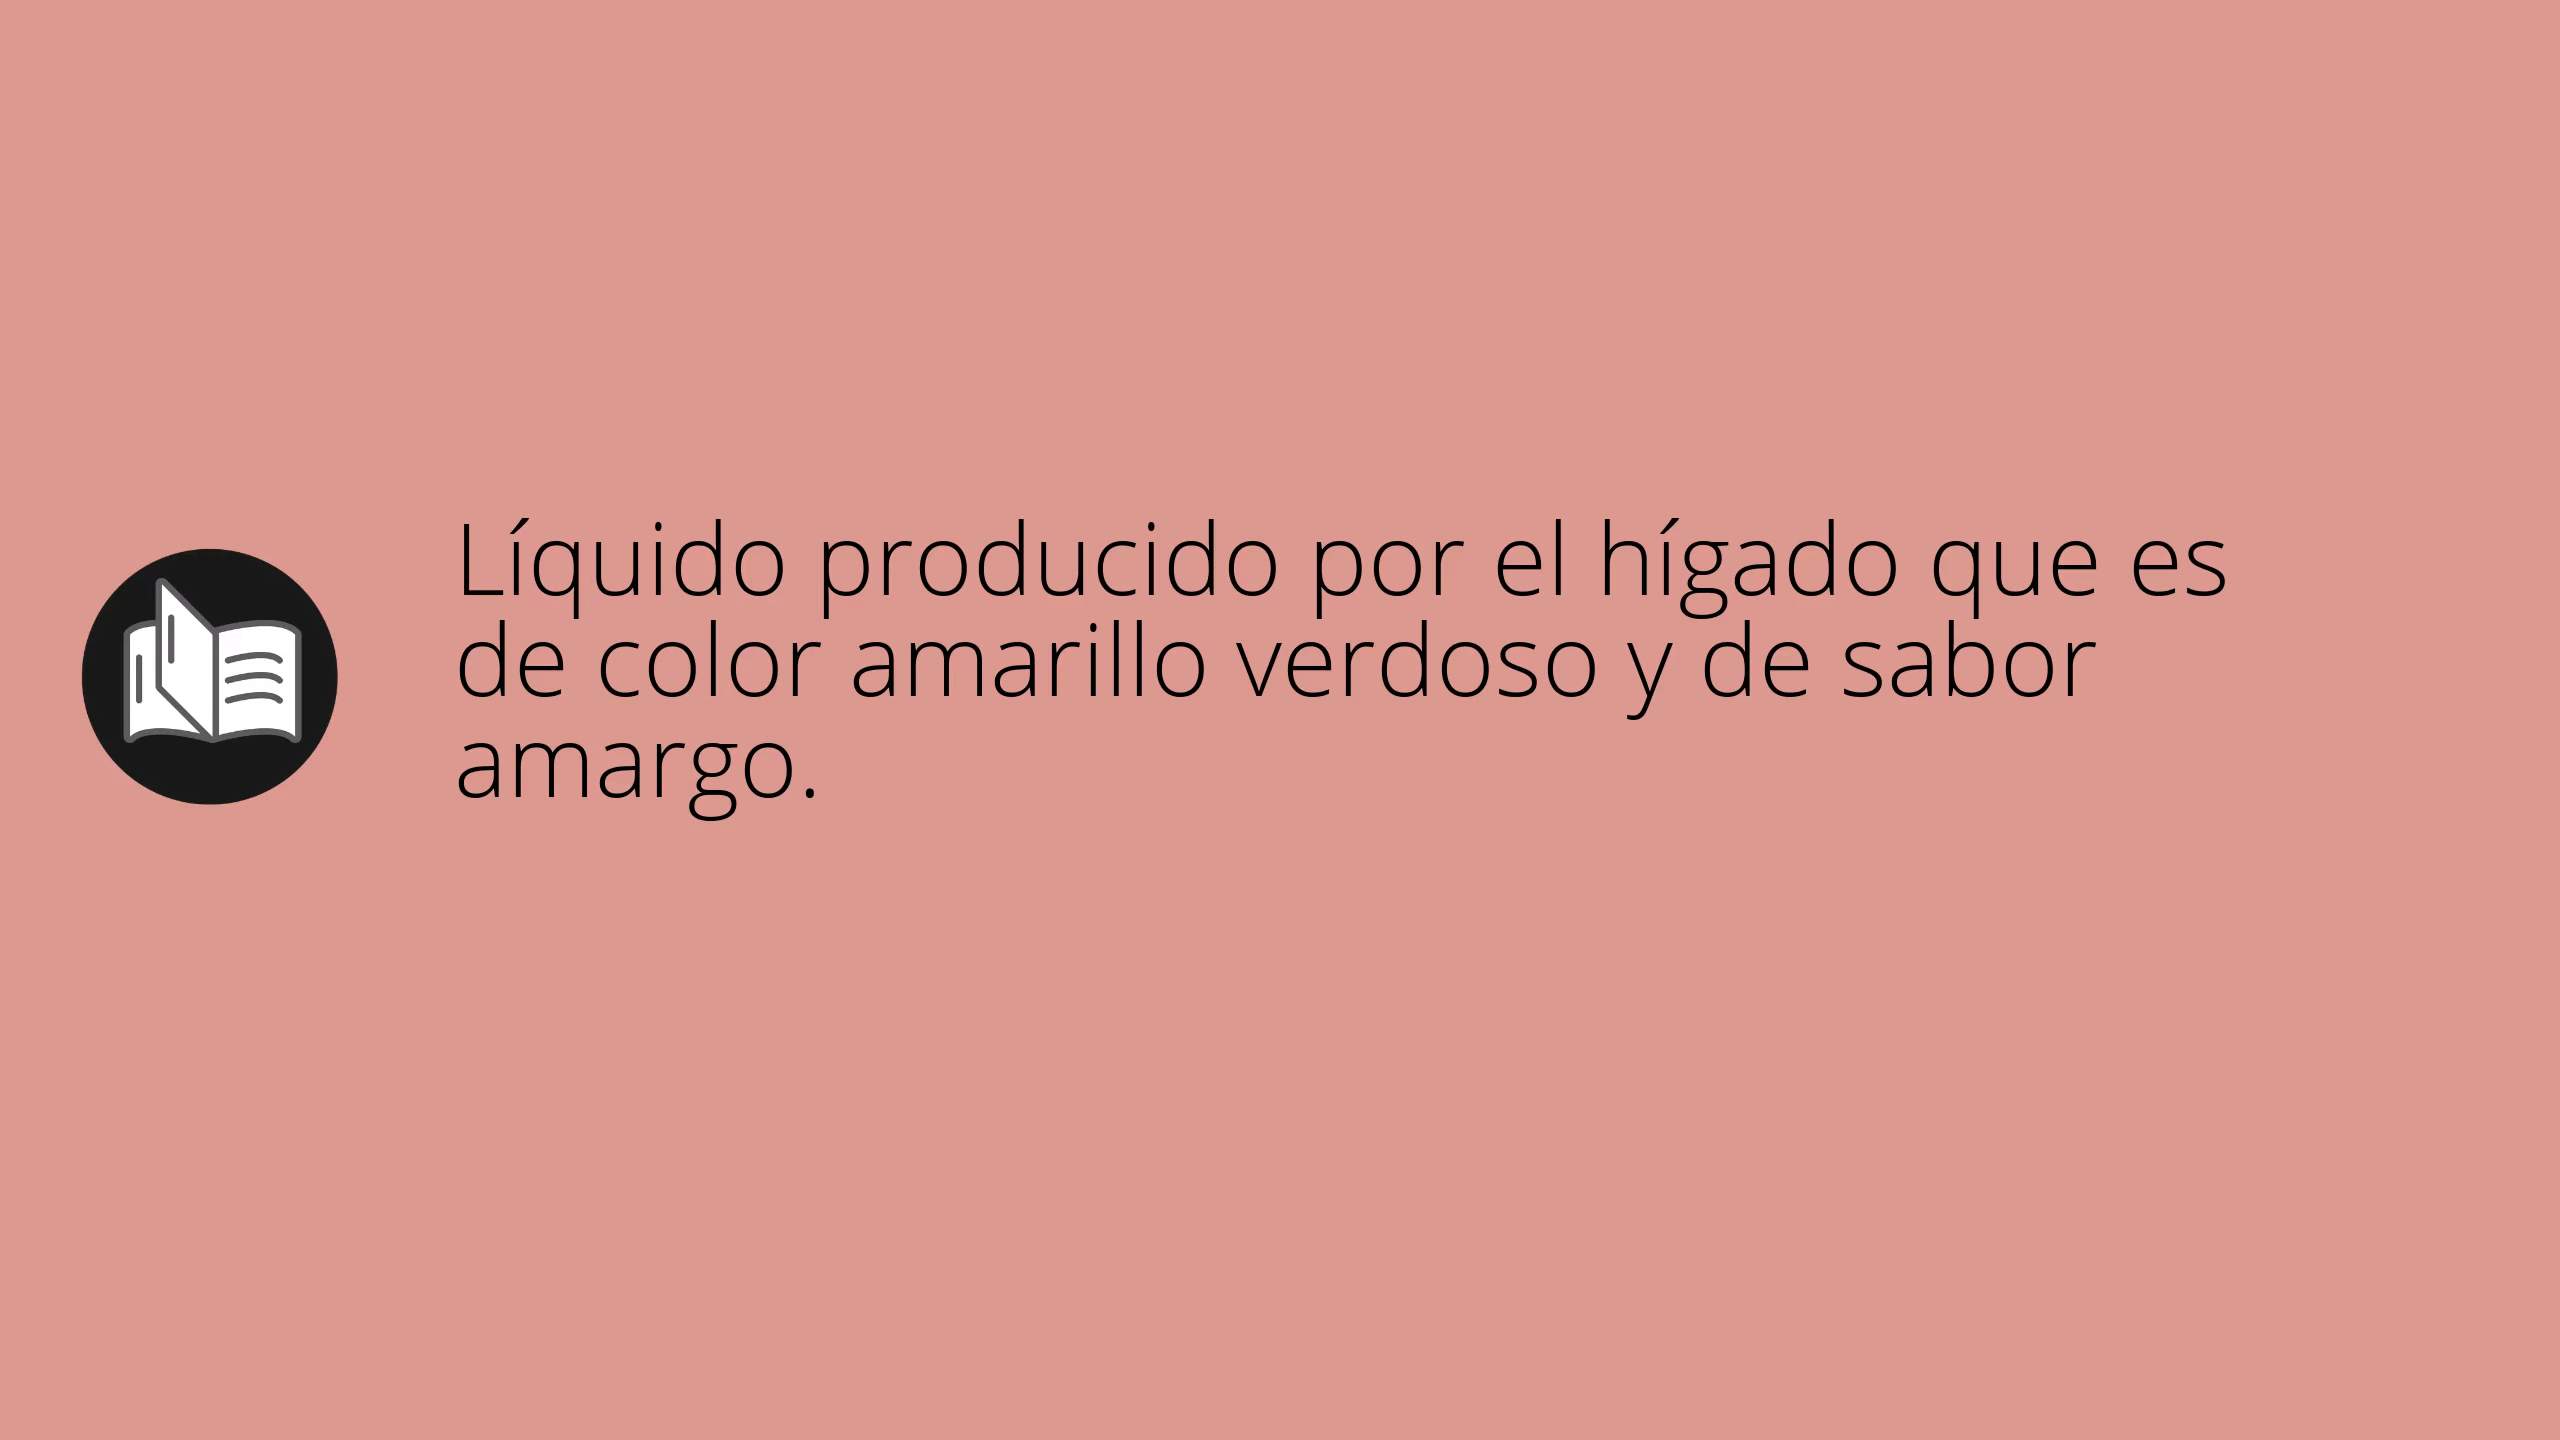 Líquido producido por el hígado que es
de color amarillo verdoso y de sabor
amargo.